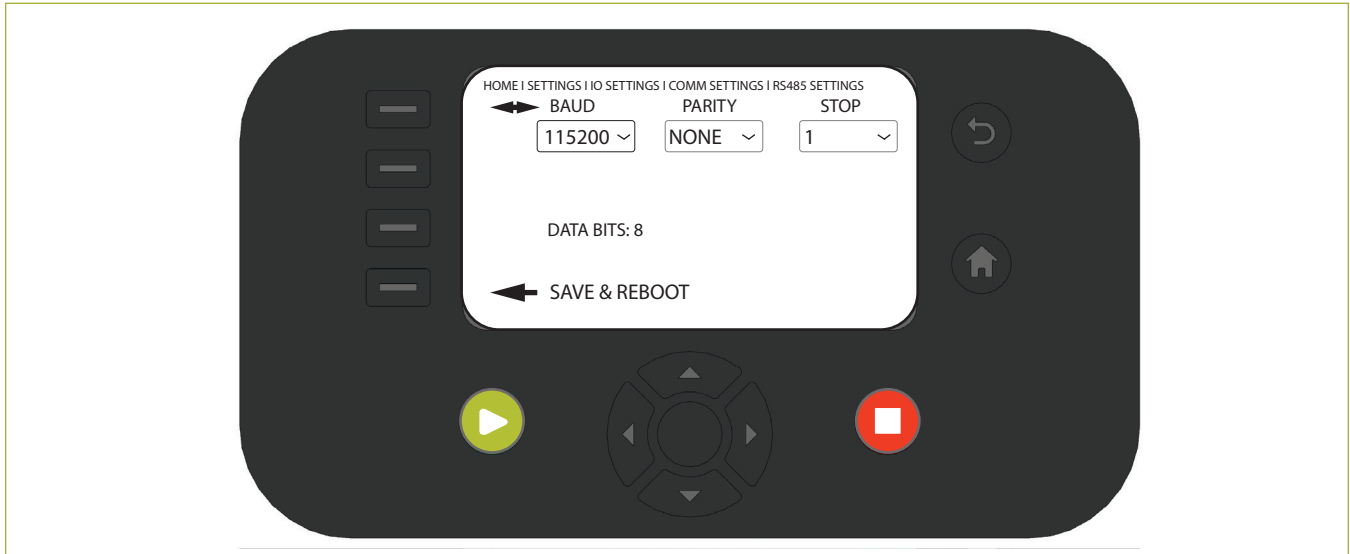 HOME I SETTINGS I IO SETTINGS I COMM SETTINGS I RS485 SETTINGS
BAUD PARITY STOP
115200 NONE 1
DATA BITS: 8
SAVE & REBOOT